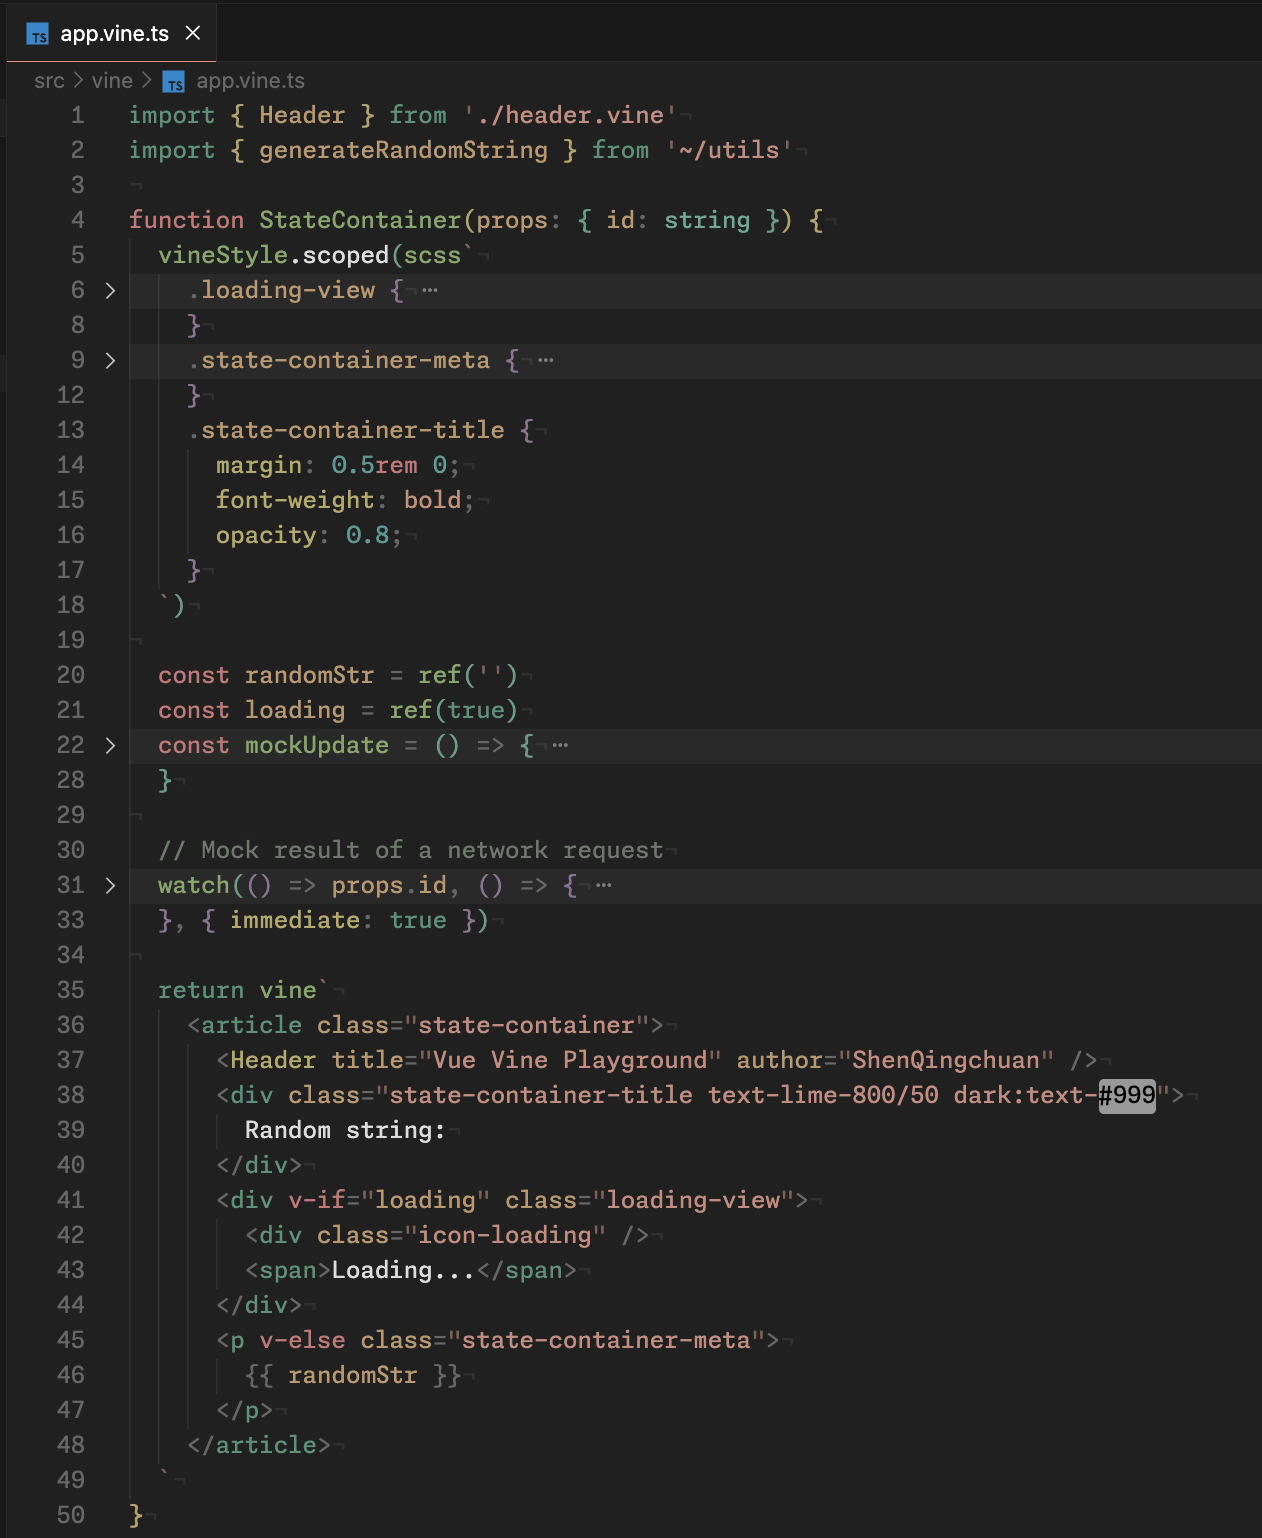 TS app.vine.ts ×
src > vine > TS app.vine.ts
1 import { Header } from './header.vine'¬
2 import { generateRandomString } from '~/utils'¬
3 ¬
4 function StateContainer(props: { id: string }) {¬
5   vineStyle.scoped(scss`¬
6 >     .loading-view {¬ ⋯
8     }¬
9 >     .state-container-meta {¬ ⋯
12     }¬
13     .state-container-title {¬
14       margin: 0.5rem 0;¬
15       font-weight: bold;¬
16       opacity: 0.8;¬
17     }¬
18   `)¬
19 ¬
20   const randomStr = ref('')¬
21   const loading = ref(true)¬
22 >   const mockUpdate = () => {¬ ⋯
28   }¬
29 ¬
30   // Mock result of a network request¬
31 >   watch(() => props.id, () => {¬ ⋯
33   }, { immediate: true })¬
34 ¬
35   return vine`¬
36     <article class="state-container">¬
37       <Header title="Vue Vine Playground" author="ShenQingchuan" />¬
38       <div class="state-container-title text-lime-800/50 dark:text-#999">¬
39         Random string:¬
40       </div>¬
41       <div v-if="loading" class="loading-view">¬
42         <div class="icon-loading" />¬
43         <span>Loading...</span>¬
44       </div>¬
45       <p v-else class="state-container-meta">¬
46         {{ randomStr }}¬
47       </p>¬
48     </article>¬
49   `¬
50 }¬